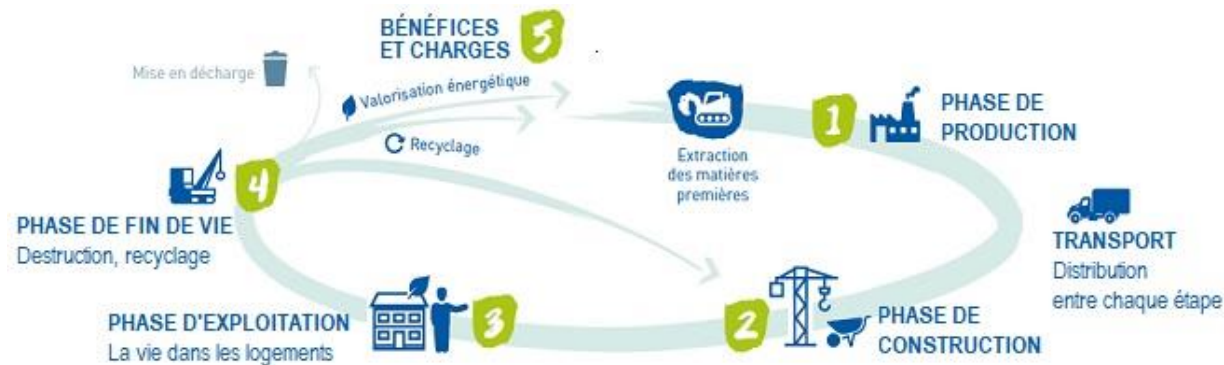 BÉNÉFICES
ET CHARGES
5
Mise en décharge
Valorisation énergétique
Recyclage
Extraction
des matières
premières
1
PHASE DE
PRODUCTION
TRANSPORT
Distribution
entre chaque étape
2
PHASE DE
CONSTRUCTION
3
PHASE D'EXPLOITATION
La vie dans les logements
4
PHASE DE FIN DE VIE
Destruction, recyclage